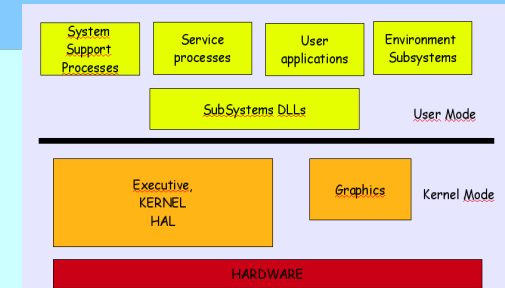 System
Support
Processes
Service
processes
User
applications
Environment
Subsystems
SubSystems DLLs
User Mode
Executive,
KERNEL
HAL
Graphics
Kernel Mode
HARDWARE